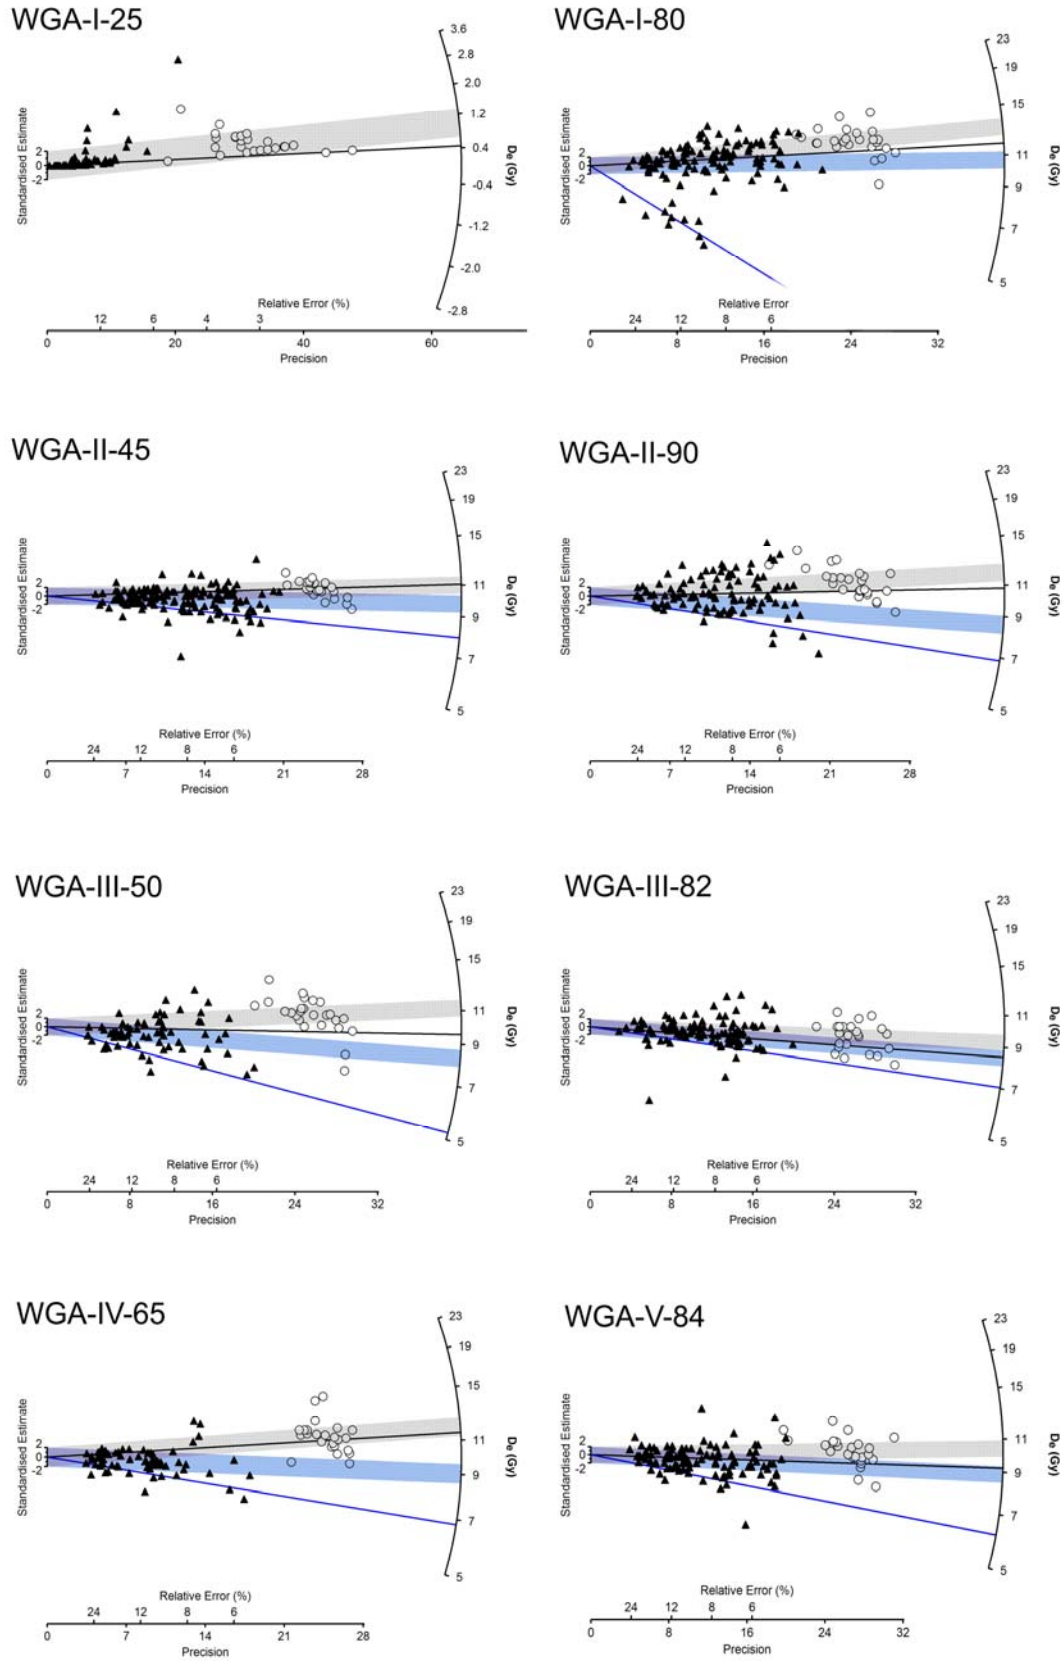 WGA-I-25
Standardised Estimate
2
0
-2
3.6
2.8
2.0
1.2
0.4
-0.4
-1.2
-2.0
-2.8
De (Gy)
Relative Error (%)
12 6 4 3
0 20 40 60
Precision
WGA-I-80
Standardised Estimate
2
0
-2
23
19
15
11
9
7
5
De (Gy)
Relative Error
24 12 8 6
0 8 16 24 32
Precision
WGA-II-45
Standardised Estimate
2
0
-2
23
19
15
11
9
7
5
De (Gy)
Relative Error (%)
24 12 8 6
0 7 14 21 28
Precision
WGA-II-90
Standardised Estimate
2
0
-2
23
19
15
11
9
7
5
De (Gy)
Relative Error (%)
24 12 8 6
0 7 14 21 28
Precision
WGA-III-50
Standardised Estimate
2
0
-2
23
19
15
11
9
7
5
De (Gy)
Relative Error (%)
24 12 8 6
0 8 16 24 32
Precision
WGA-III-82
Standardised Estimate
2
0
-2
23
19
15
11
9
7
5
De (Gy)
Relative Error (%)
24 12 8 6
0 8 16 24 32
Precision
WGA-IV-65
Standardised Estimate
2
0
-2
23
19
15
11
9
7
5
De (Gy)
Relative Error (%)
24 12 8 6
0 7 14 21 28
Precision
WGA-V-84
Standardised Estimate
2
0
-2
23
19
15
11
9
7
5
De (Gy)
Relative Error (%)
24 12 8 6
0 8 16 24 32
Precision